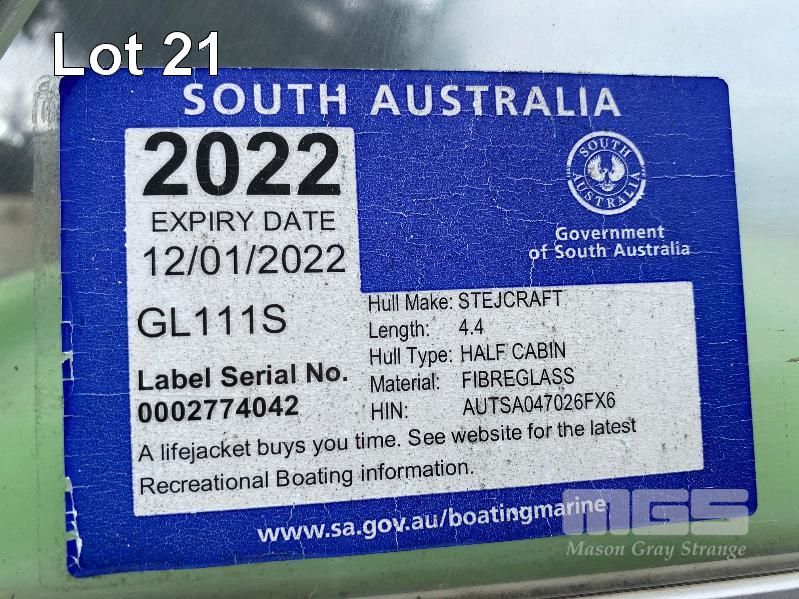 Lot 21
SOUTH AUSTRALIA
2022
EXPIRY DATE
12/01/2022
GL111S
Label Serial No.
0002774042
SOUTH
AUSTRALIA
Government
of South Australia
Hull Make: STEJCRAFT
Length: 4.4
Hull Type: HALF CABIN
Material: FIBREGLASS
HIN: AUTSA047026FX6
A lifejacket buys you time. See website for the latest
Recreational Boating information.
www.sa.gov.au/boatingmarine
MGS
Mason Gray Strange